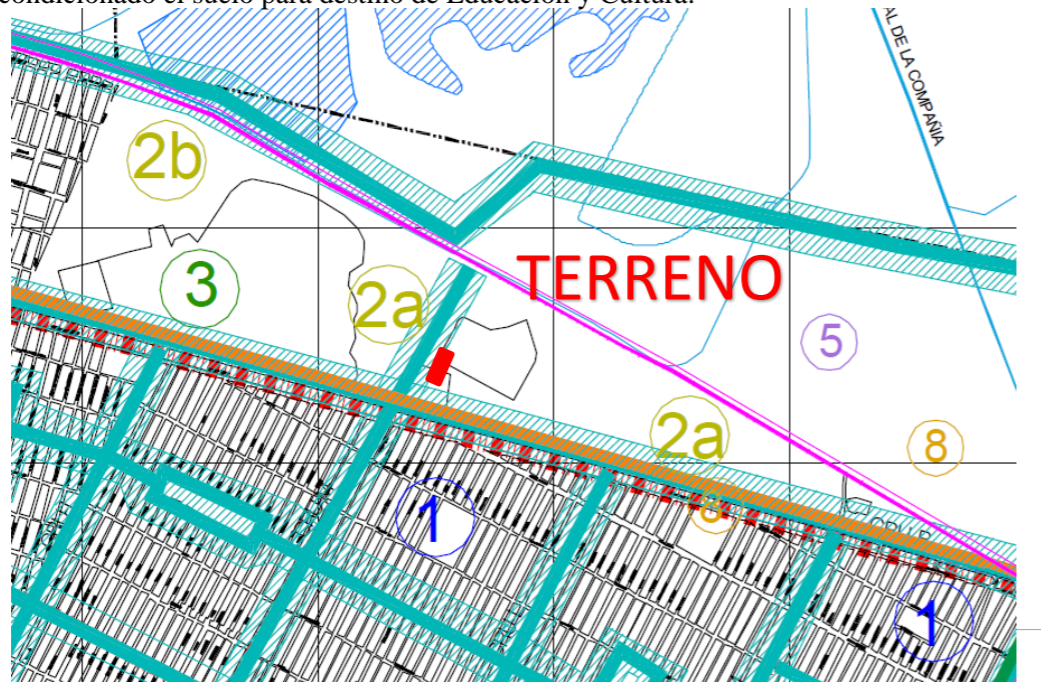 condicionado el suelo para destino de Educación y Cultura.
AL DE LA COMPAÑIA
2b
TERRENO
3
2a
5
2a
8
1
1